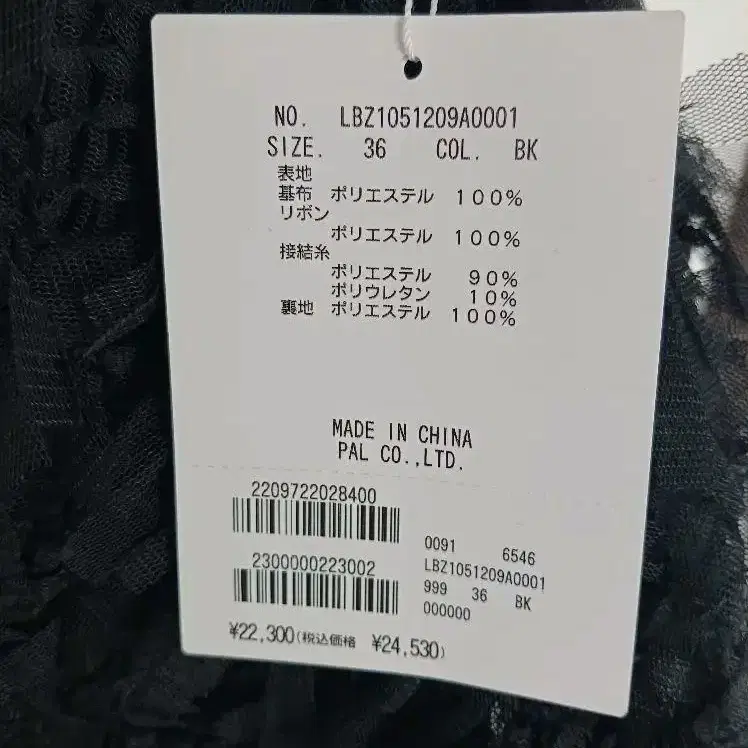 NO. LBZ1051209A0001
SIZE. 36 COL. BK
表地
基布 ポリエステル 100%
リボン
ポリエステル 100%
接結糸
ポリエステル 90%
ポリウレタン 10%
裏地 ポリエステル 100%
MADE IN CHINA
PAL CO.,LTD.
2209722028400
2300000223002
0091 6546
LBZ1051209A0001
999 36 BK
000000
¥22,300(税込価格 ¥24,530)